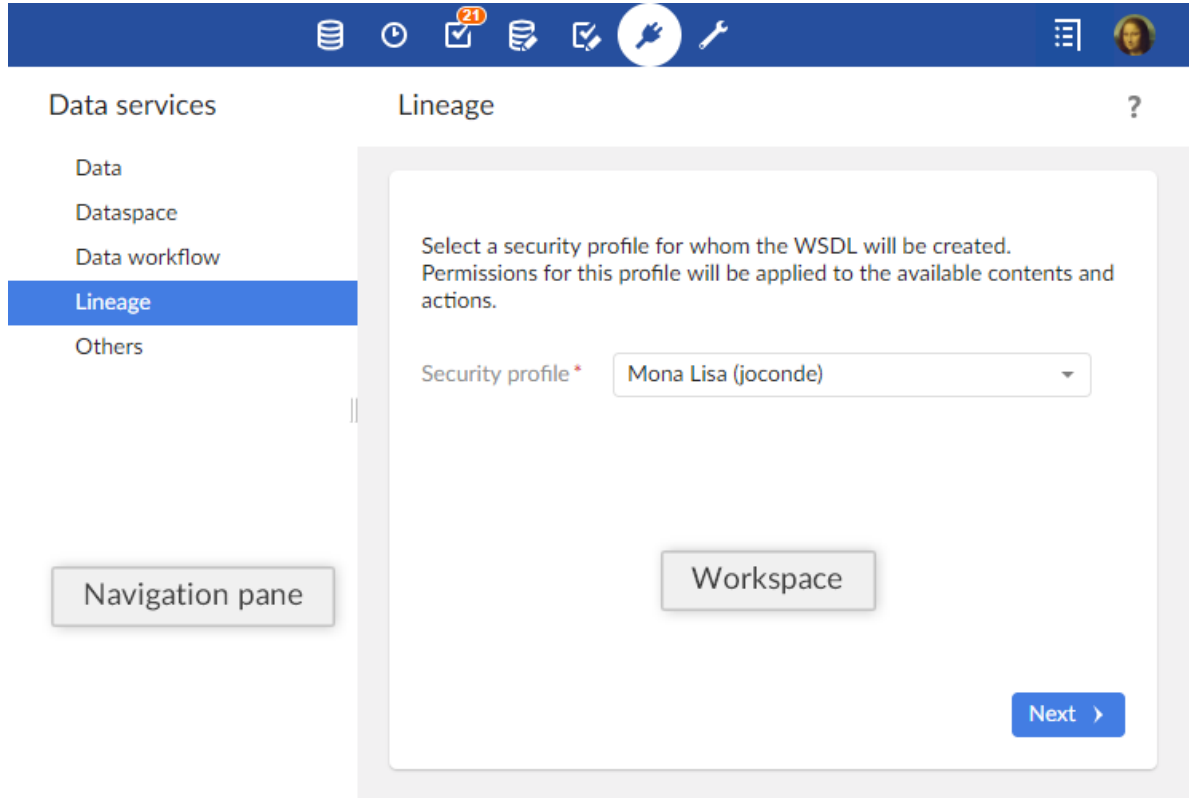 21
Data services
Lineage
?
Data
Dataspace
Data workflow
Lineage
Others
Select a security profile for whom the WSDL will be created.
Permissions for this profile will be applied to the available contents and
actions.
Security profile*
Mona Lisa (joconde)
Navigation pane
Workspace
Next